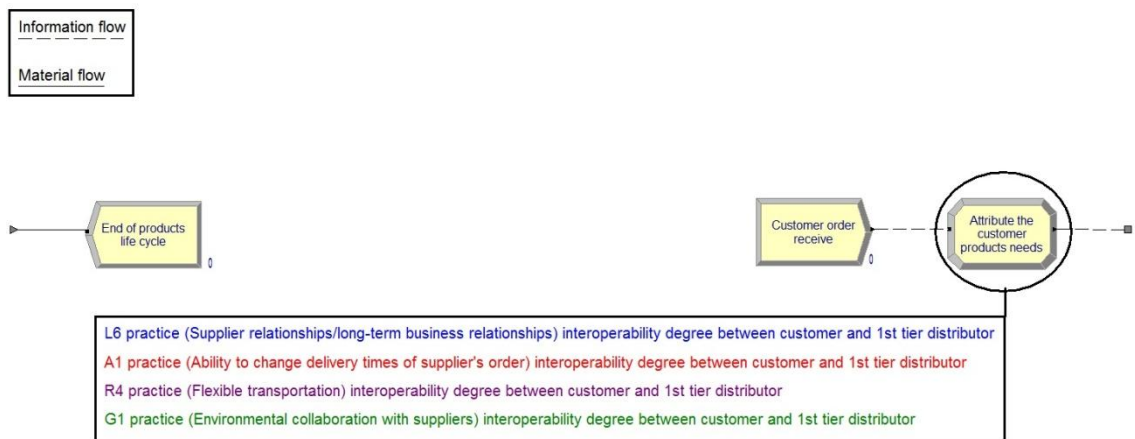 Information flow
Material flow
End of products
life cycle
0
Customer order
receive
0
Attribute the
customer
products needs
L6 practice (Supplier relationships/long-term business relationships) interoperability degree between customer and 1st tier distributor
A1 practice (Ability to change delivery times of supplier's order) interoperability degree between customer and 1st tier distributor
R4 practice (Flexible transportation) interoperability degree between customer and 1st tier distributor
G1 practice (Environmental collaboration with suppliers) interoperability degree between customer and 1st tier distributor